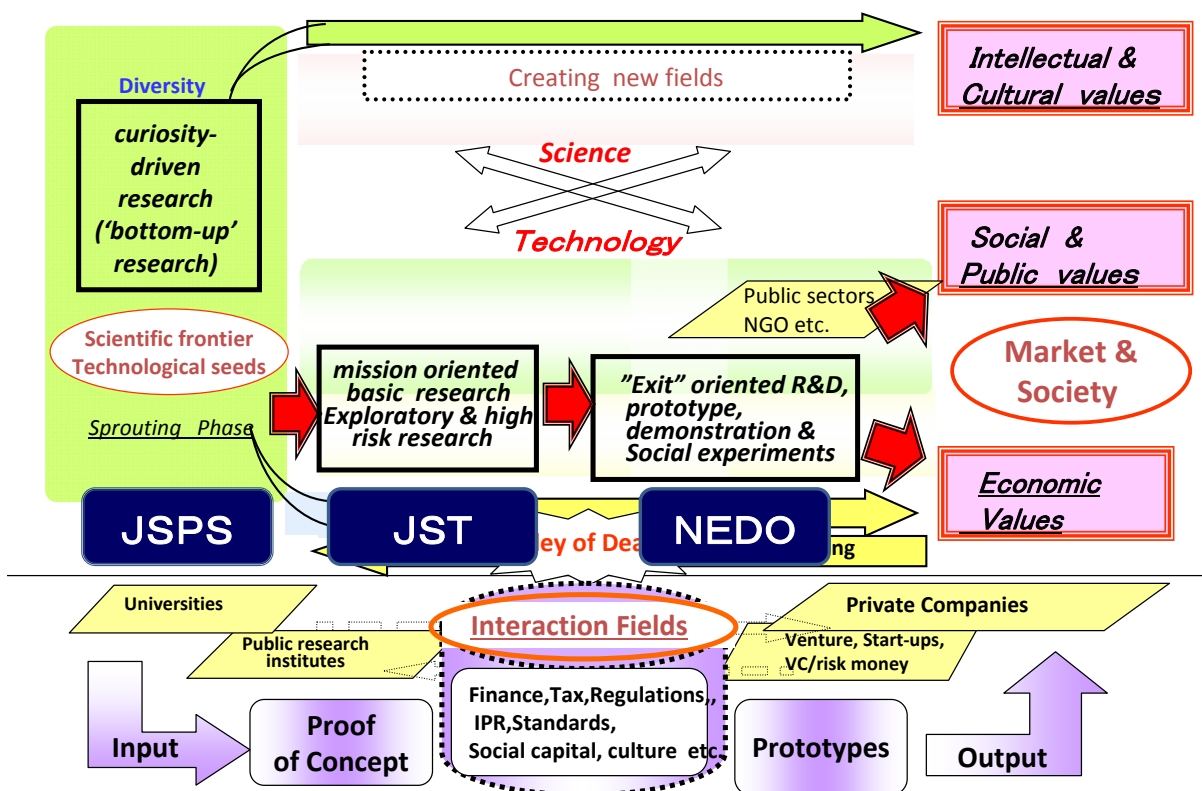 Diversity
curiosity-
driven
research
(‘bottom-up’
research)
Scientific frontier
Technological seeds
Sprouting Phase
Creating new fields
Science
Technology
Public sectors
NGO etc.
mission oriented
basic research
Exploratory & high
risk research
”Exit” oriented R&D,
prototype,
demonstration &
Social experiments
Intellectual &
Cultural values
Social &
Public values
Market &
Society
Economic
Values
JSPS
JST
NEDO
of
Universities
Public research
institutes
Interaction Fields
Private Companies
Venture, Start-ups,
VC/risk money
Finance,Tax,Regulations,,
IPR,Standards,
Social capital, culture etc.
Input
Proof
of Concept
Prototypes
Output